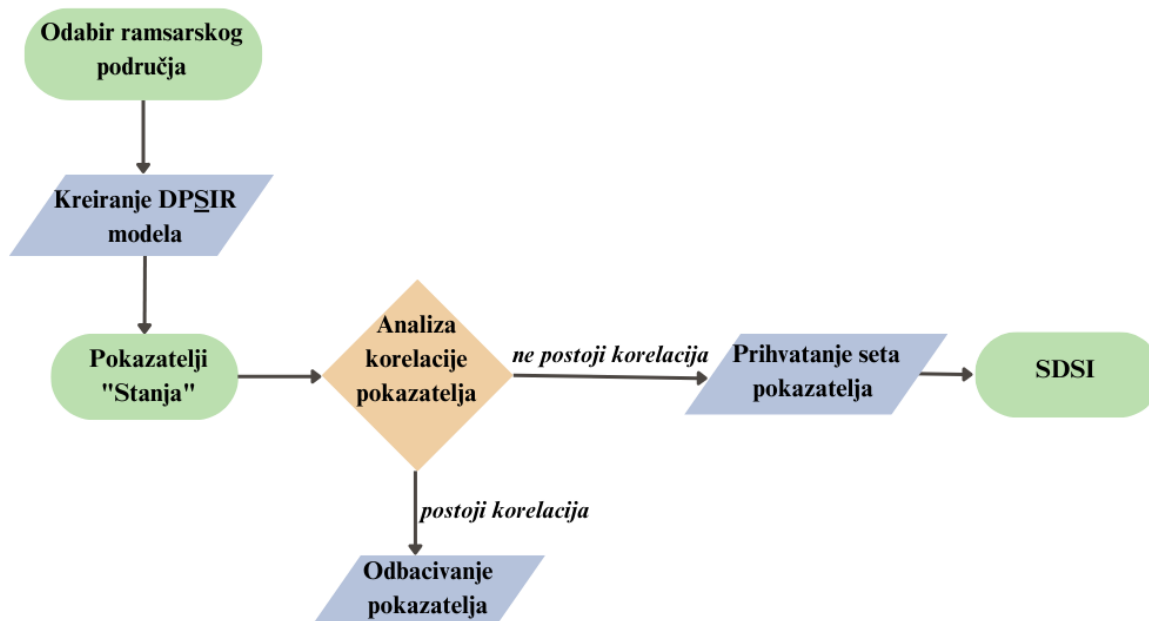 Odabir ramsarskog
područja
Kreiranje DPSIR
modela
Pokazatelji
"Stanja"
Analiza
korelacije
pokazatelja
ne postoji korelacija
Prihvatanje seta
pokazatelja
SDSI
postoji korelacija
Odbacivanje
pokazatelja